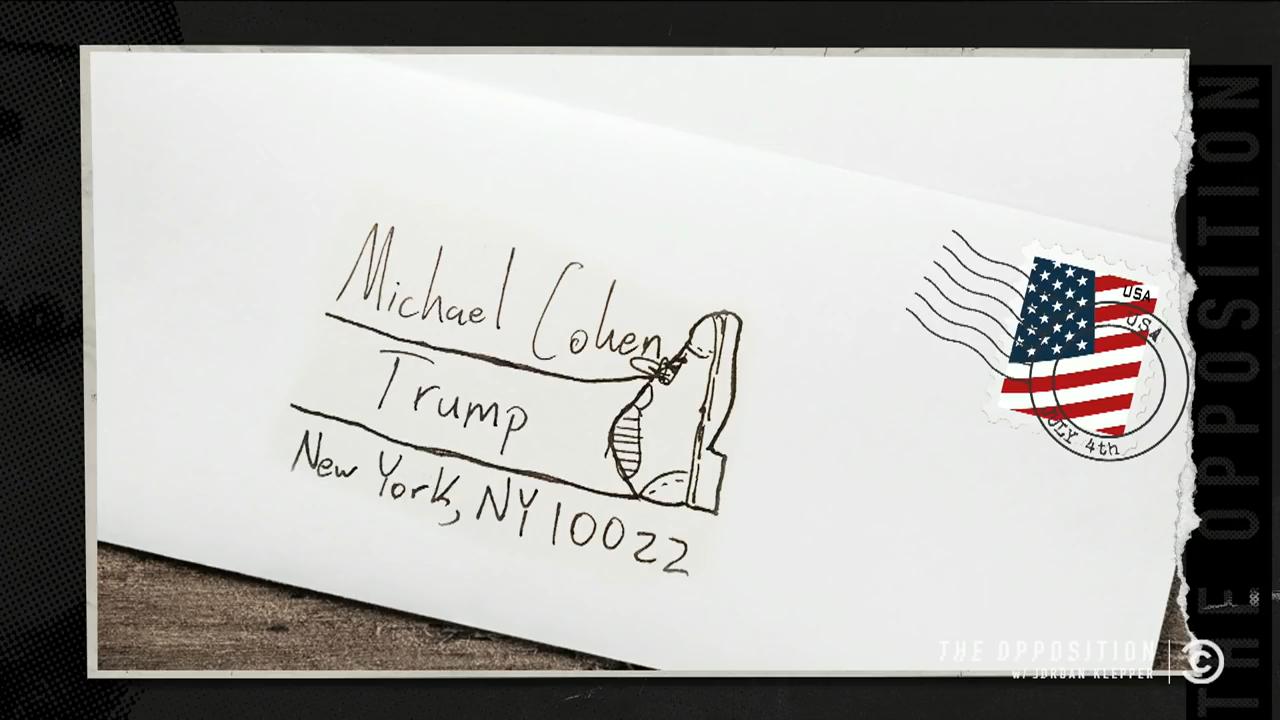 Michael Cohen
Trump
New York, NY 10022
USA
USA
JULY 4th
THE OPPOSITION
W/ JORDAN KLEPPER
THE OPPOSITION